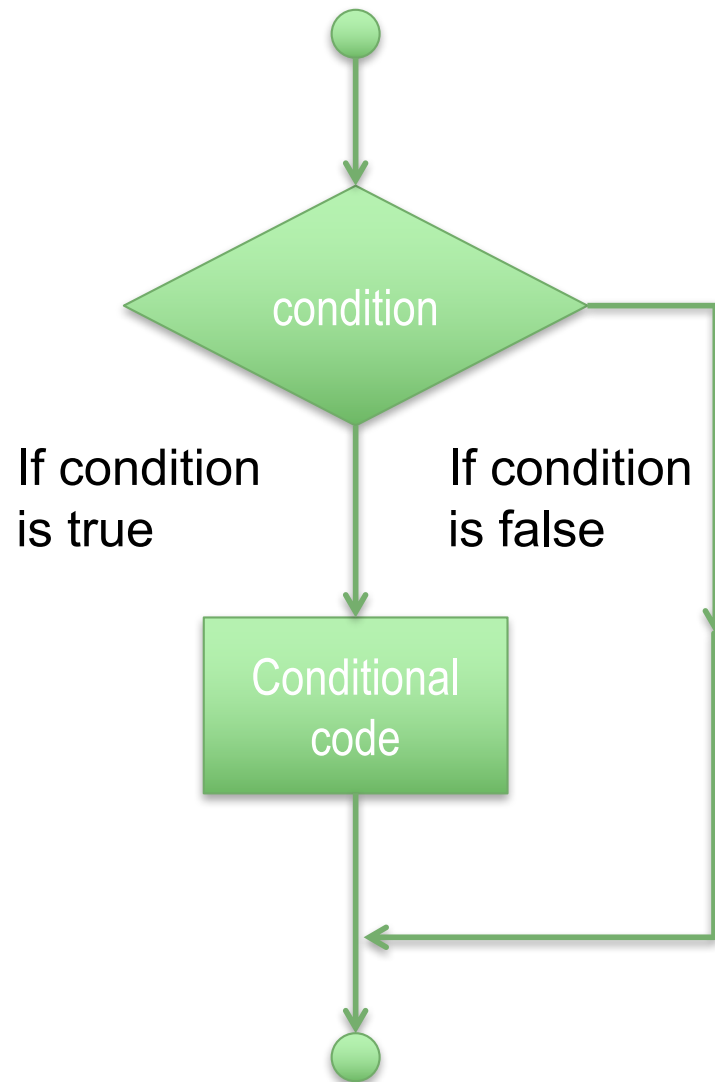 condition
If condition
is true
If condition
is false
Conditional
code